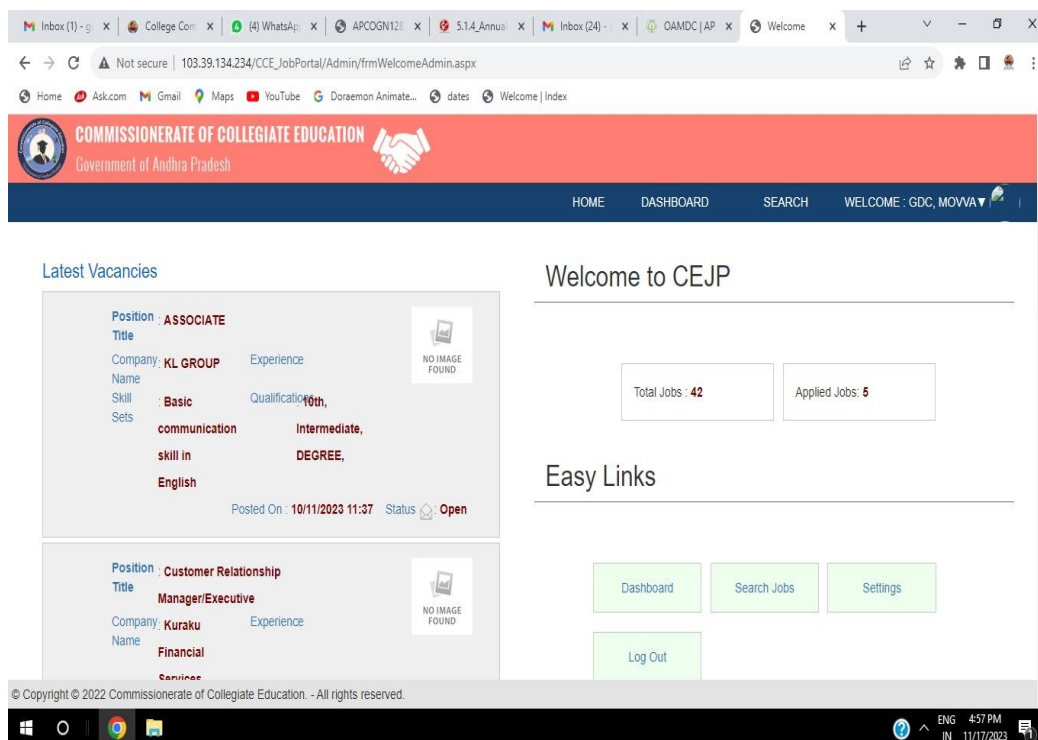 Inbox (1) - g
College Com
(4) WhatsAp
APCOGN128
5.1.4_Annual
Inbox (24) - s
OAMDC | AP
Welcome
Not secure | 103.39.134.234/CCE_JobPortal/Admin/frmWelcomeAdmin.aspx
Home Ask.com Gmail Maps YouTube Doraemon Animate... dates Welcome | Index
COMMISSIONERATE OF COLLEGIATE EDUCATION
Government of Andhra Pradesh
HOME DASHBOARD SEARCH WELCOME : GDC, MOVVA▼
Latest Vacancies
Position Title : ASSOCIATE
Company Name : KL GROUP Experience
Skill Sets : Basic communication skill in English
Qualifications : 10th, Intermediate, DEGREE,
NO IMAGE FOUND
Posted On : 10/11/2023 11:37 Status : Open
Position Title : Customer Relationship Manager/Executive
Company Name : Kuraku Financial Services Experience
NO IMAGE FOUND
Welcome to CEJP
Total Jobs : 42
Applied Jobs: 5
Easy Links
Dashboard
Search Jobs
Settings
Log Out
© Copyright © 2022 Commissionerate of Collegiate Education. - All rights reserved.
ENG 4:57 PM
IN 11/17/2023